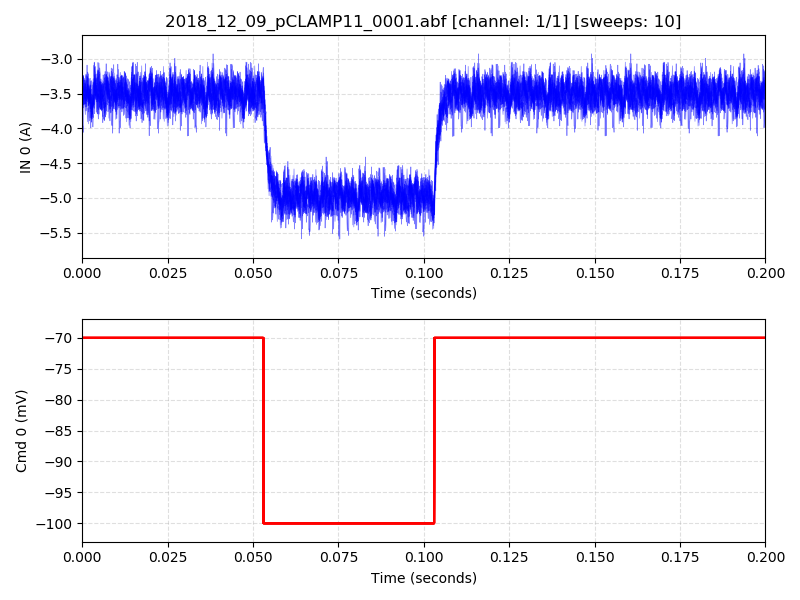 2018_12_09_pCLAMP11_0001.abf [channel: 1/1] [sweeps: 10]
−3.0
−3.5
−4.0
−4.5
−5.0
−5.5
IN 0 (A)
0.000 0.025 0.050 0.075 0.100 0.125 0.150 0.175 0.200
Time (seconds)
−70
−75
−80
−85
−90
−95
−100
Cmd 0 (mV)
0.000 0.025 0.050 0.075 0.100 0.125 0.150 0.175 0.200
Time (seconds)